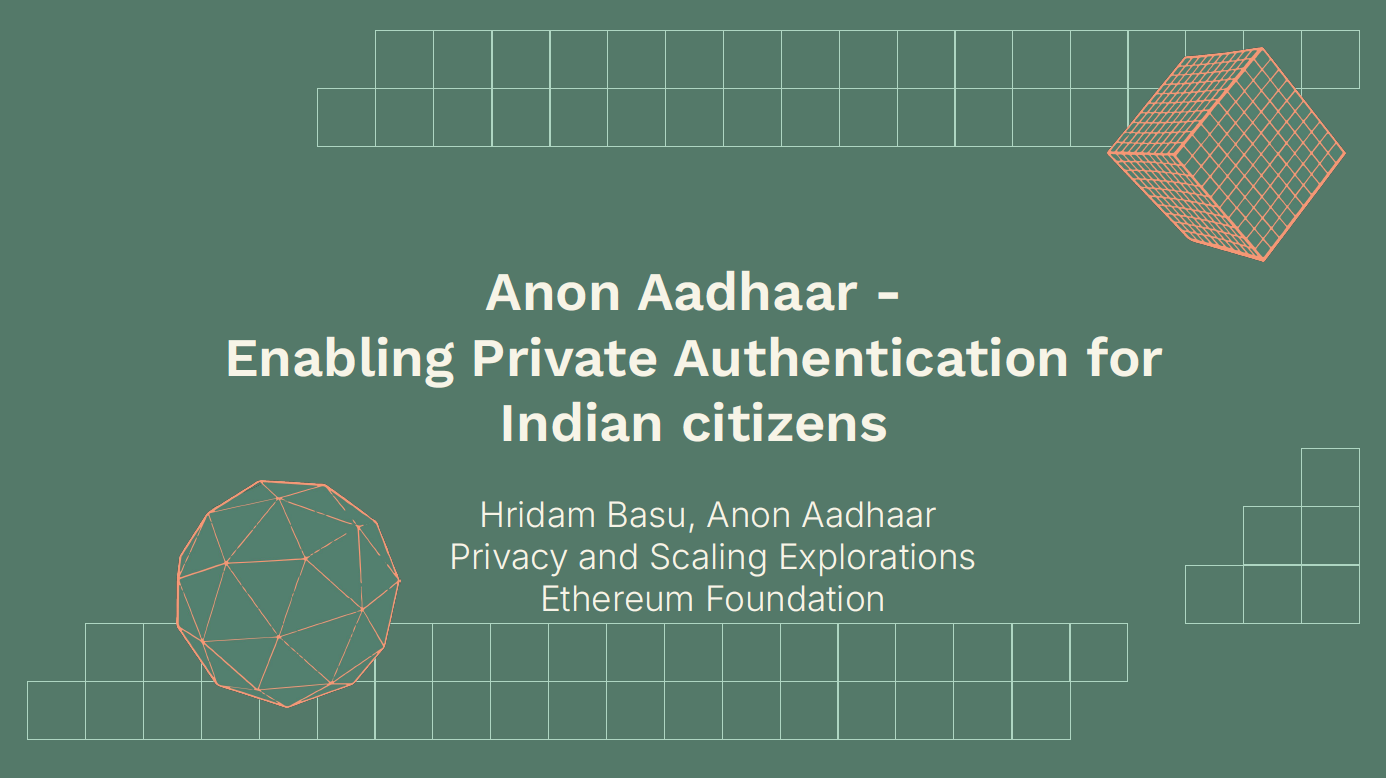 Anon Aadhaar -
Enabling Private Authentication for
Indian citizens
Hridam Basu, Anon Aadhaar
Privacy and Scaling Explorations
Ethereum Foundation